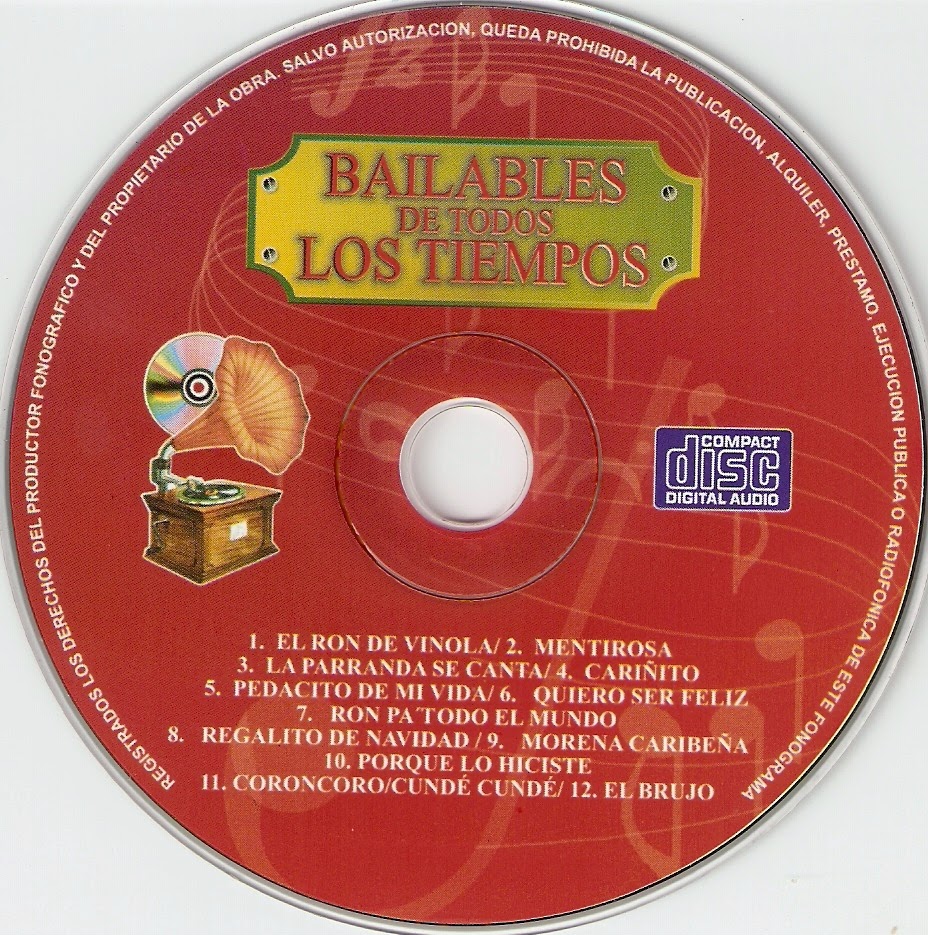 REGISTRADOS LOS DERECHOS DEL PRODUCTOR FONOGRAFICO Y DEL PROPIETARIO DE LA OBRA. SALVO AUTORIZACION, QUEDA PROHIBIDA LA PUBLICACION, ALQUILER, PRESTAMO, EJECUCION PUBLICA O RADIOFONICA DE ESTE FONOGRAMA
BAILABLES
DE TODOS
LOS TIEMPOS
COMPACT
disc
DIGITAL AUDIO
1. EL RON DE VINOLA/ 2. MENTIROSA
3. LA PARRANDA SE CANTA/ 4. CARIÑITO
5. PEDACITO DE MI VIDA/ 6. QUIERO SER FELIZ
7. RON PA´TODO EL MUNDO
8. REGALITO DE NAVIDAD / 9. MORENA CARIBEÑA
10. PORQUE LO HICISTE
11. CORONCORO/CUNDÉ CUNDÉ/ 12. EL BRUJO